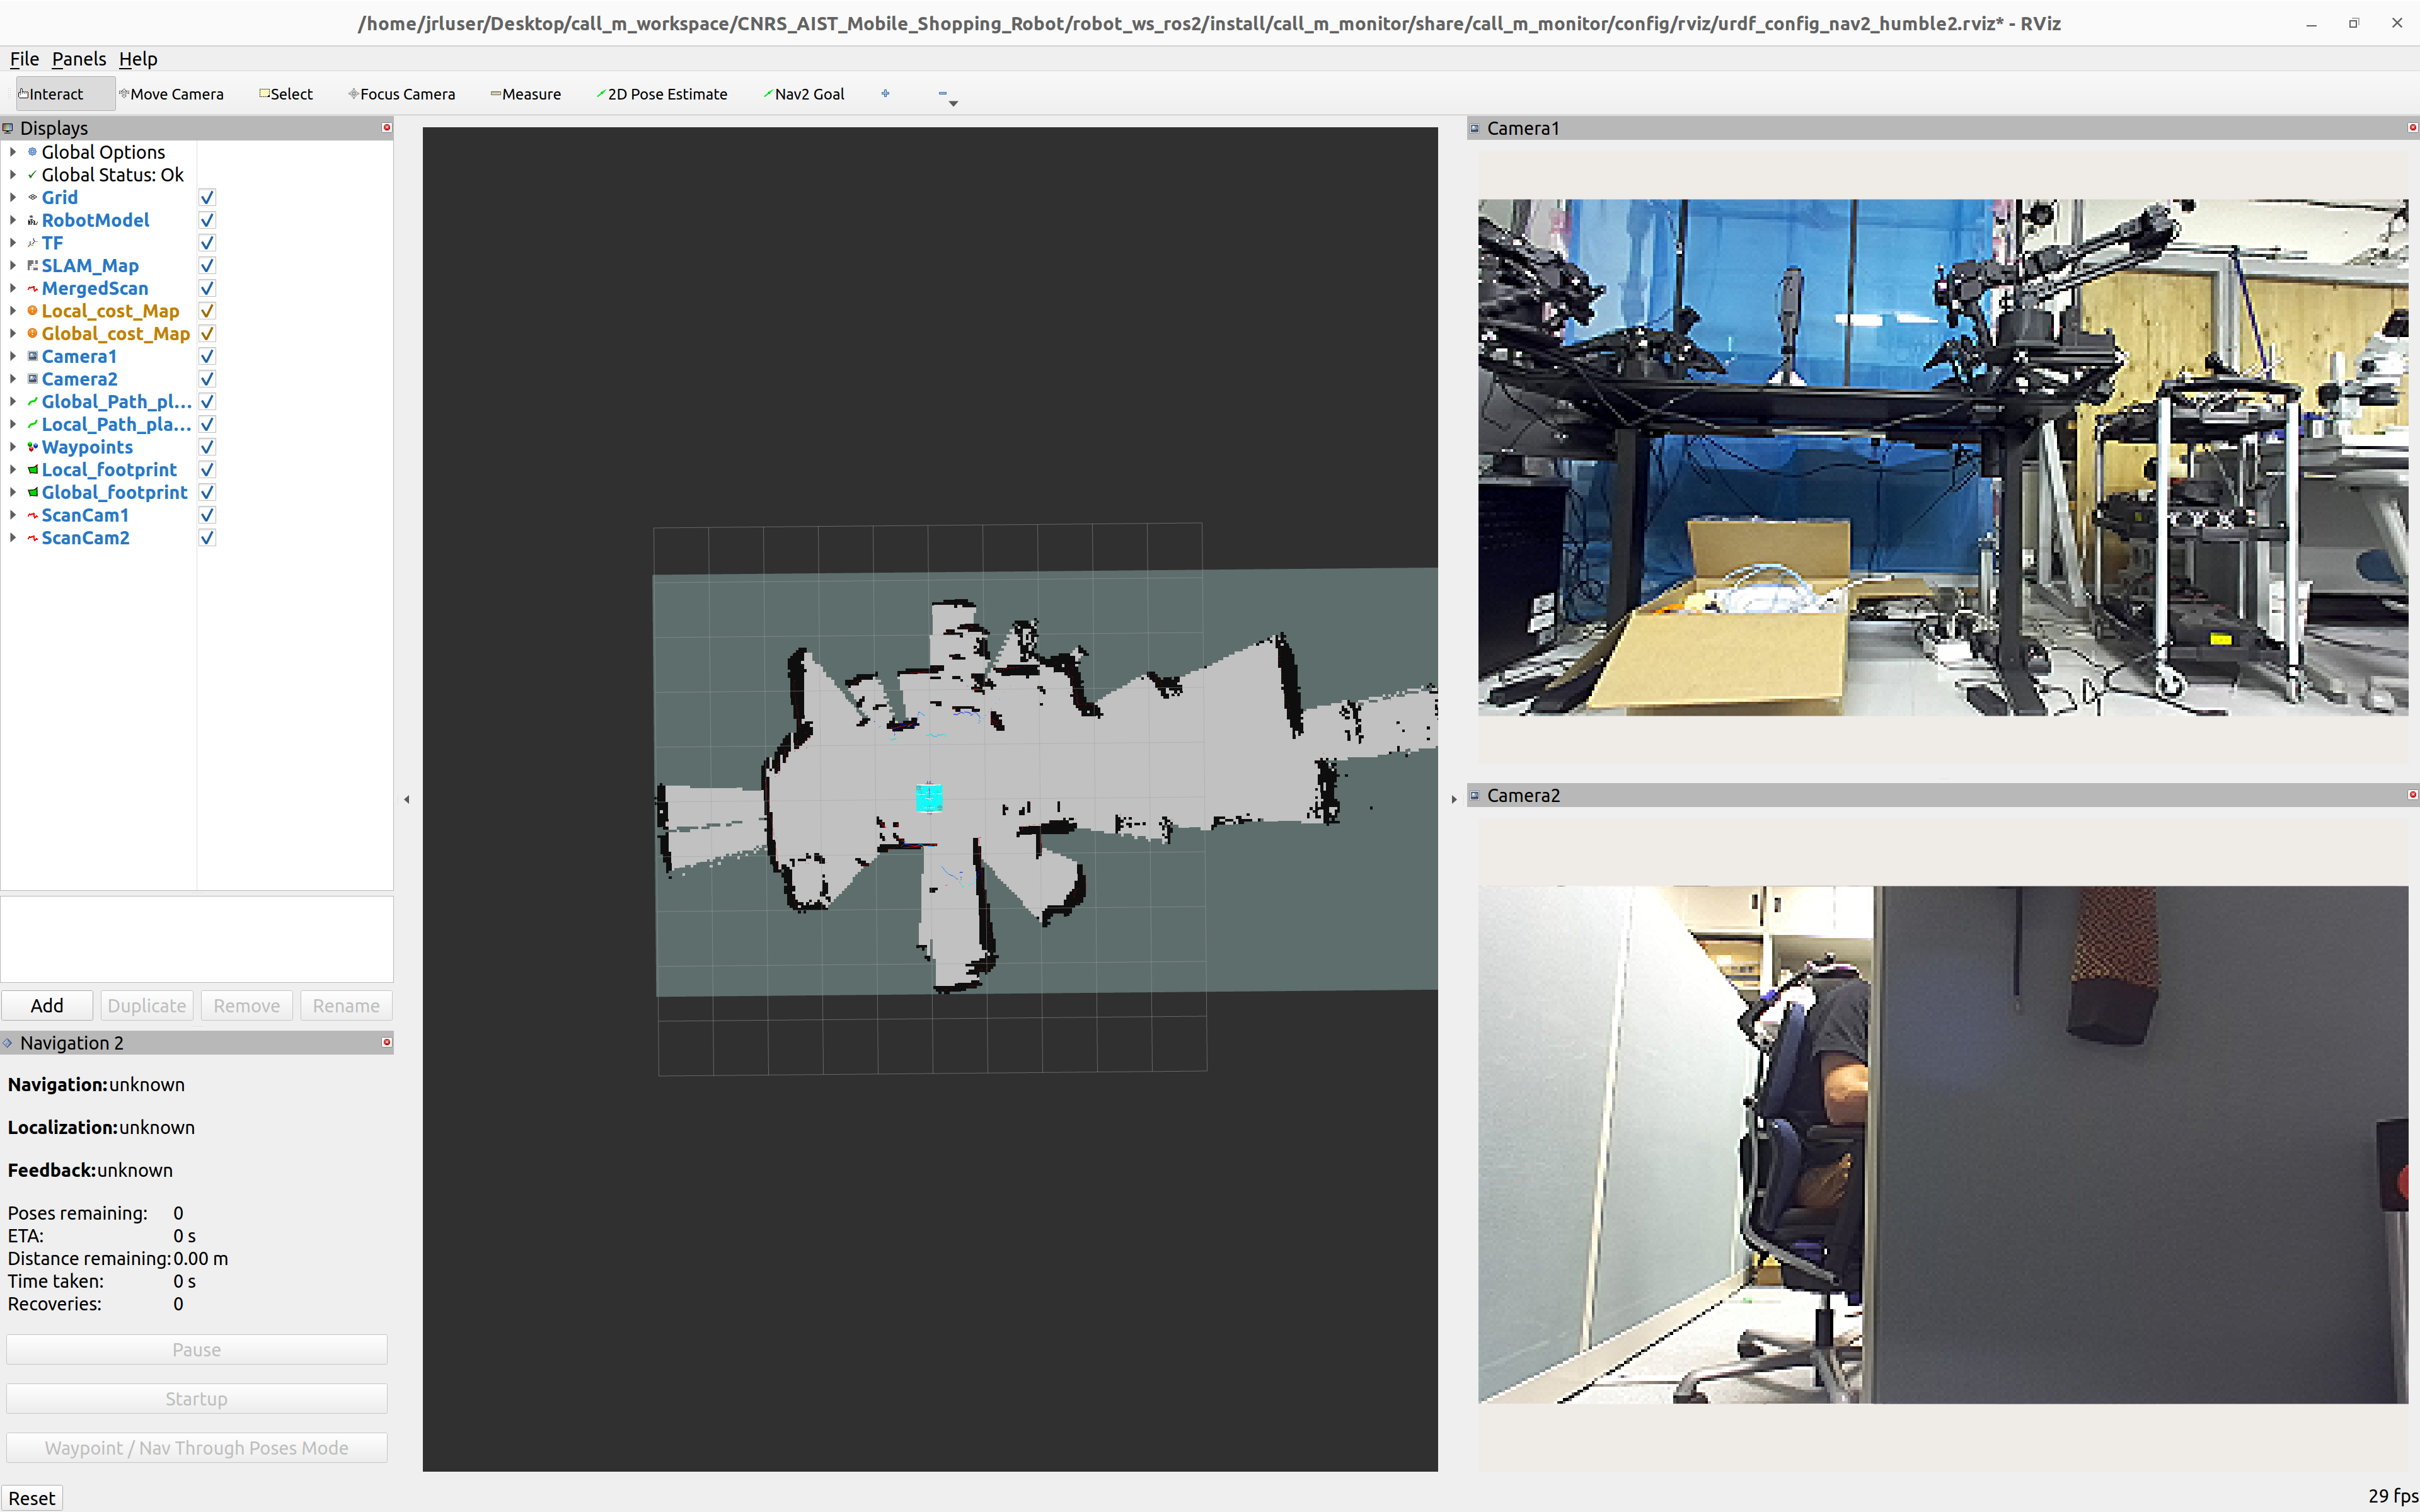 /home/jrluser/Desktop/call_m_workspace/CNRS_AIST_Mobile_Shopping_Robot/robot_ws_ros2/install/call_m_monitor/share/call_m_monitor/config/rviz/urdf_config_nav2_humble2.rviz* - RViz
File Panels Help
Interact Move Camera Select Focus Camera Measure 2D Pose Estimate Nav2 Goal
Displays
Global Options
Global Status: Ok
Grid
RobotModel
TF
SLAM_Map
MergedScan
Local_cost_Map
Global_cost_Map
Camera1
Camera2
Global_Path_pl...
Local_Path_pla...
Waypoints
Local_footprint
Global_footprint
ScanCam1
ScanCam2
Add Duplicate Remove Rename
Navigation 2
Navigation: unknown
Localization: unknown
Feedback: unknown
Poses remaining: 0
ETA: 0 s
Distance remaining: 0.00 m
Time taken: 0 s
Recoveries: 0
Pause
Startup
Waypoint / Nav Through Poses Mode
Reset
Camera1
Camera2
29 fps